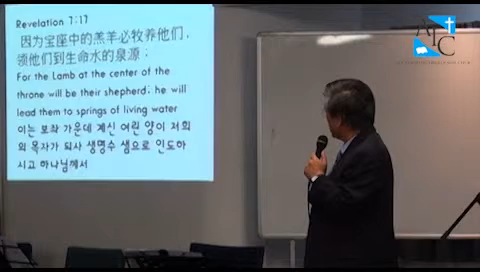 Revelation 7:17
因为宝座中的羔羊必牧养他们，
领他们到生命水的泉源；
For the Lamb at the center of the
throne will be their shepherd; he will
lead them to springs of living water
이는 보좌 가운데 계신 어린 양이 저희
의 목자가 되사 생명수 샘으로 인도하
시고 하나님께서